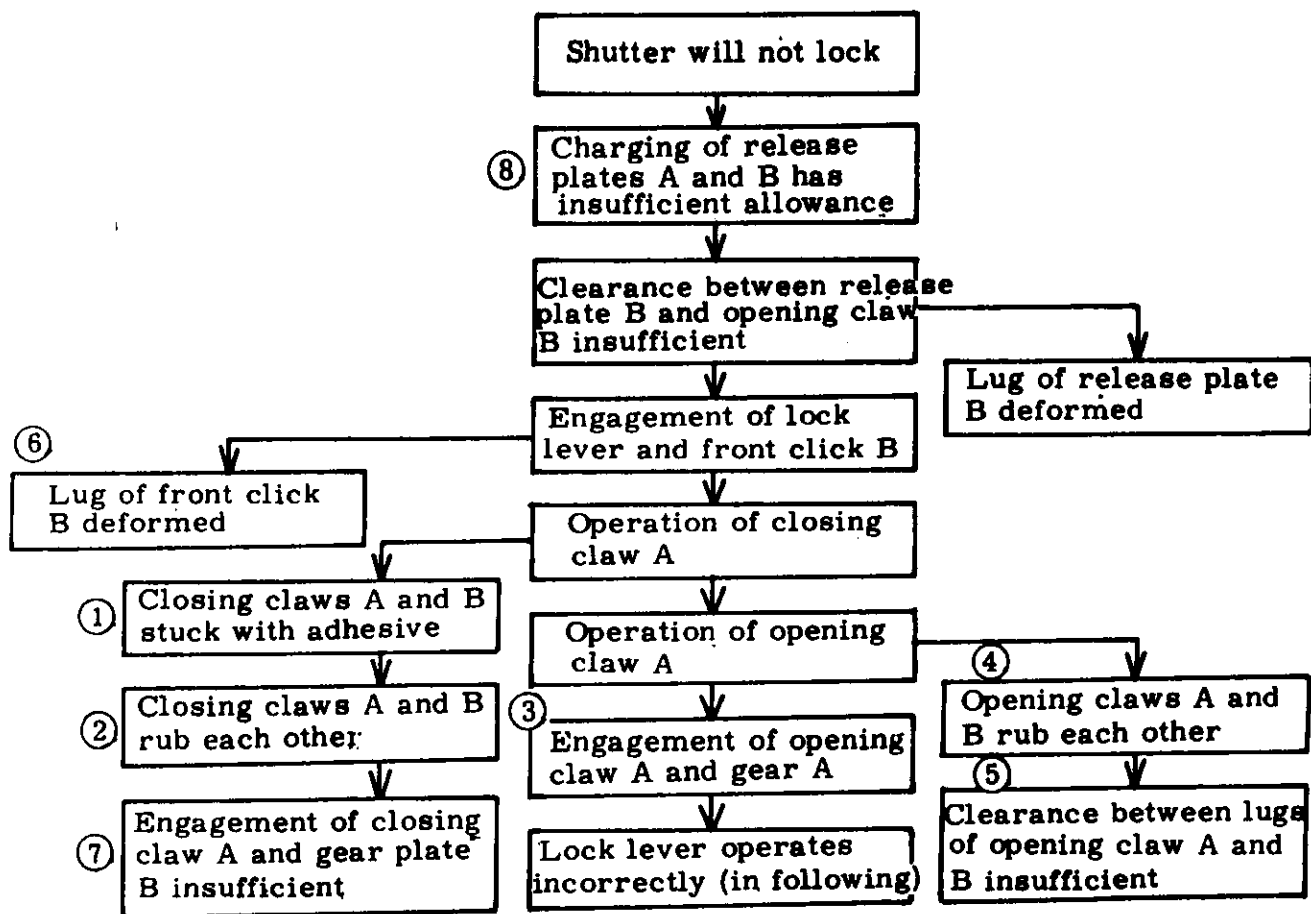 Shutter will not lock
⑧
Charging of release
plates A and B has
insufficient allowance
Clearance between release
plate B and opening claw
B insufficient
Lug of release plate
B deformed
Engagement of lock
lever and front click B
⑥
Lug of front click
B deformed
Operation of closing
claw A
①
Closing claws A and B
stuck with adhesive
Operation of opening
claw A
②
Closing claws A and B
rub each other
③
Engagement of opening
claw A and gear A
④
Opening claws A and
B rub each other
⑤
Clearance between lugs
of opening claw A and
B insufficient
⑦
Engagement of closing
claw A and gear plate
B insufficient
Lock lever operates
incorrectly (in following)